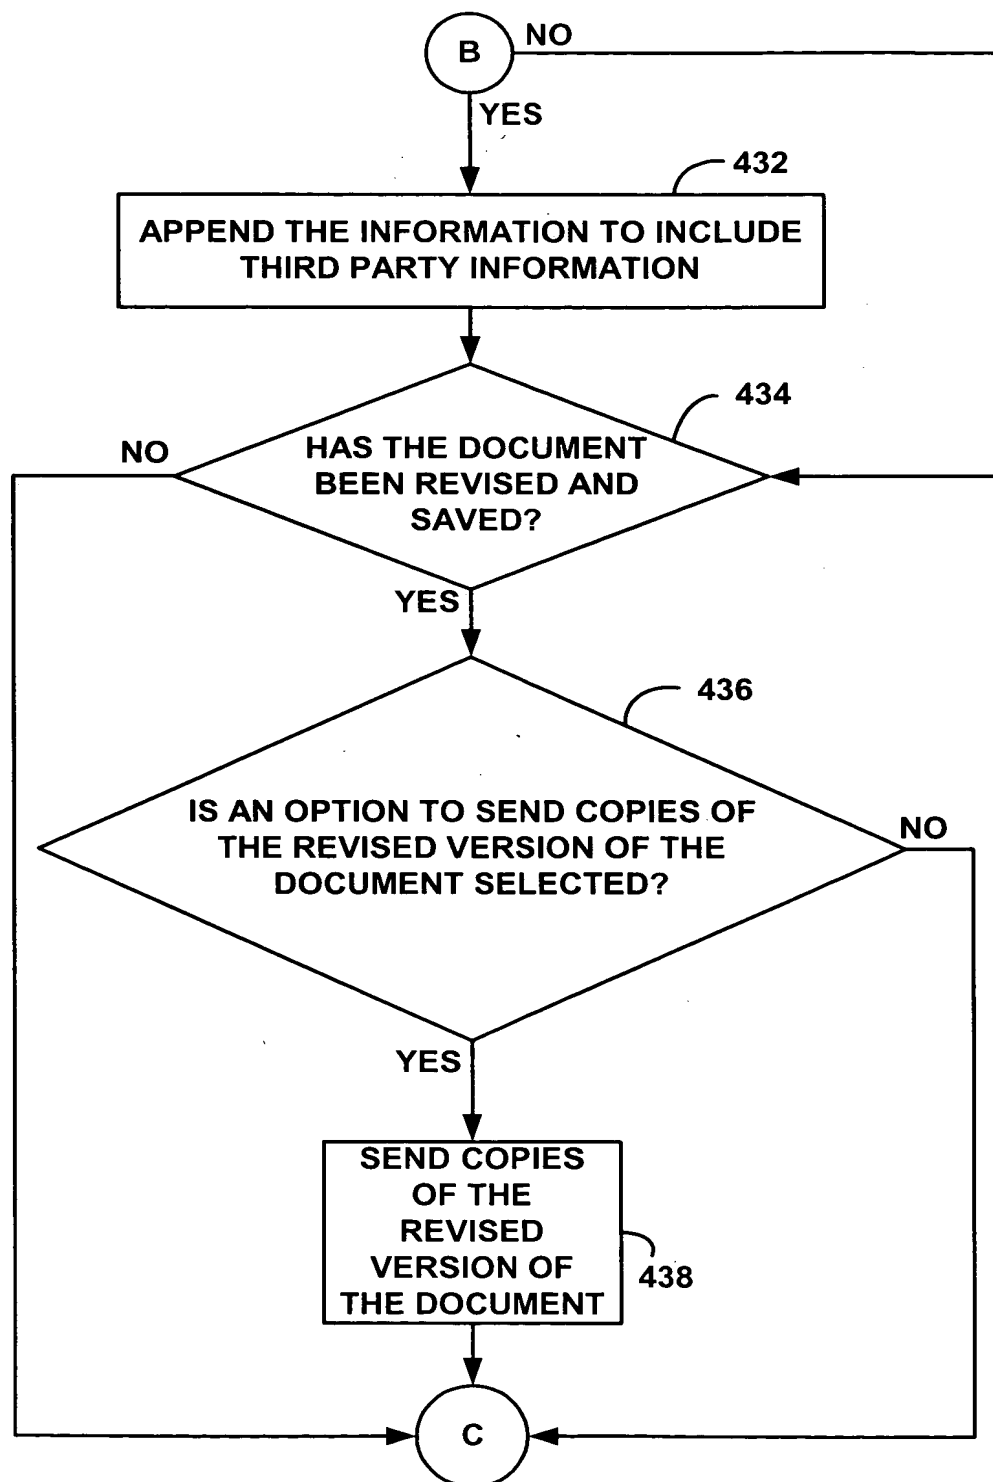 B
NO
YES
432
APPEND THE INFORMATION TO INCLUDE
THIRD PARTY INFORMATION
434
NO
HAS THE DOCUMENT
BEEN REVISED AND
SAVED?
YES
436
IS AN OPTION TO SEND COPIES OF
THE REVISED VERSION OF THE
DOCUMENT SELECTED?
NO
YES
SEND COPIES
OF THE
REVISED
VERSION OF
THE DOCUMENT
438
C